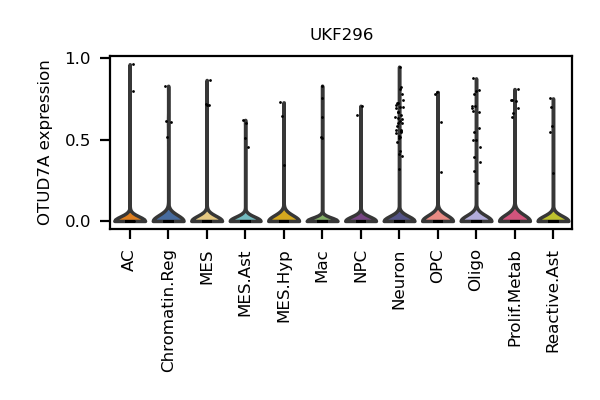 UKF296
OTUD7A expression
1.0
0.5
0.0
AC
Chromatin.Reg
MES
MES.Ast
MES.Hyp
Mac
NPC
Neuron
OPC
Oligo
Prolif.Metab
Reactive.Ast